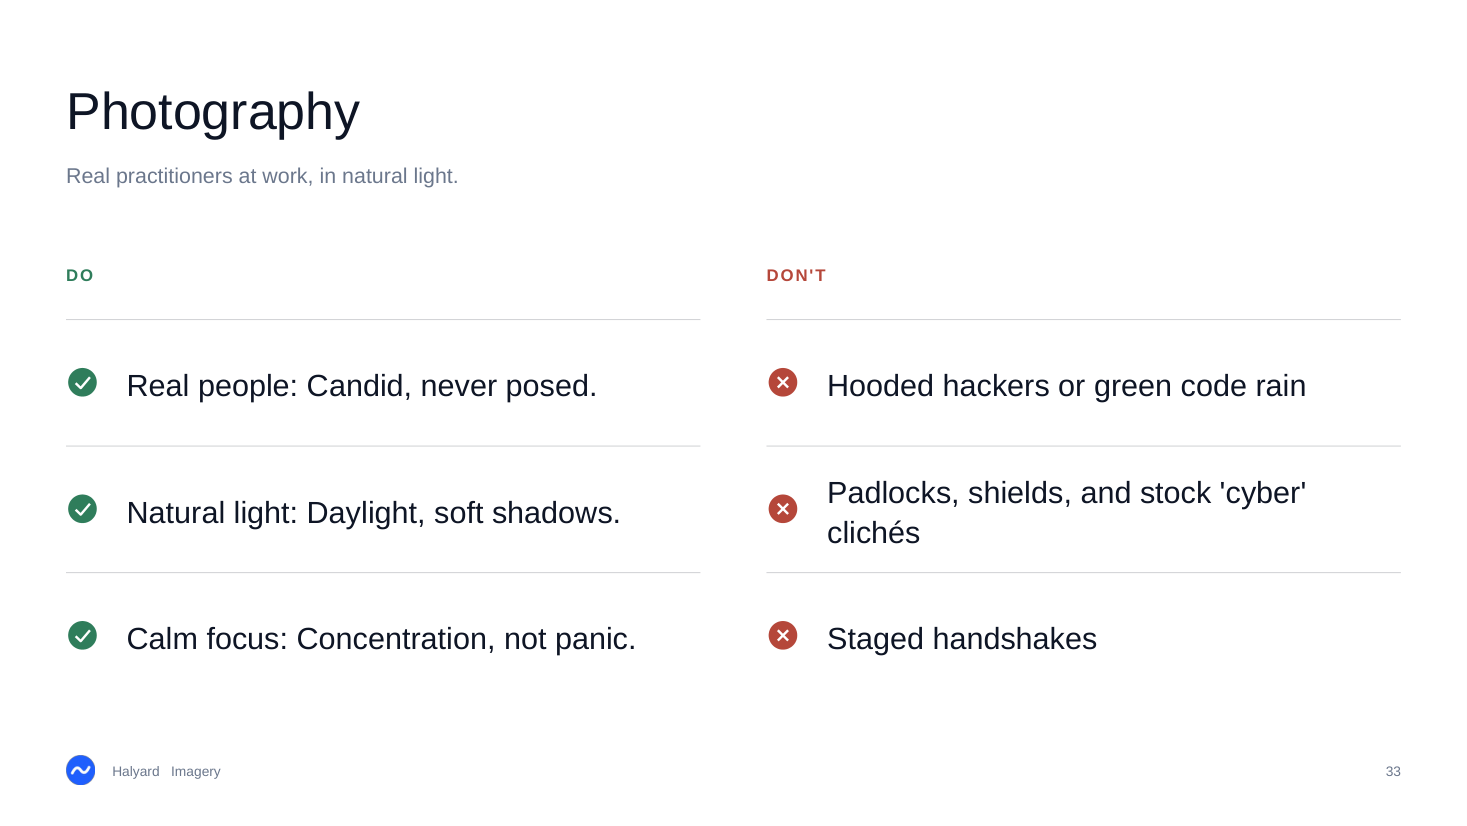 Photography
Real practitioners at work, in natural light.
DO
Real people: Candid, never posed.
Natural light: Daylight, soft shadows.
Calm focus: Concentration, not panic.
DON'T
Hooded hackers or green code rain
Padlocks, shields, and stock 'cyber'
clichés
Staged handshakes
Halyard Imagery
33